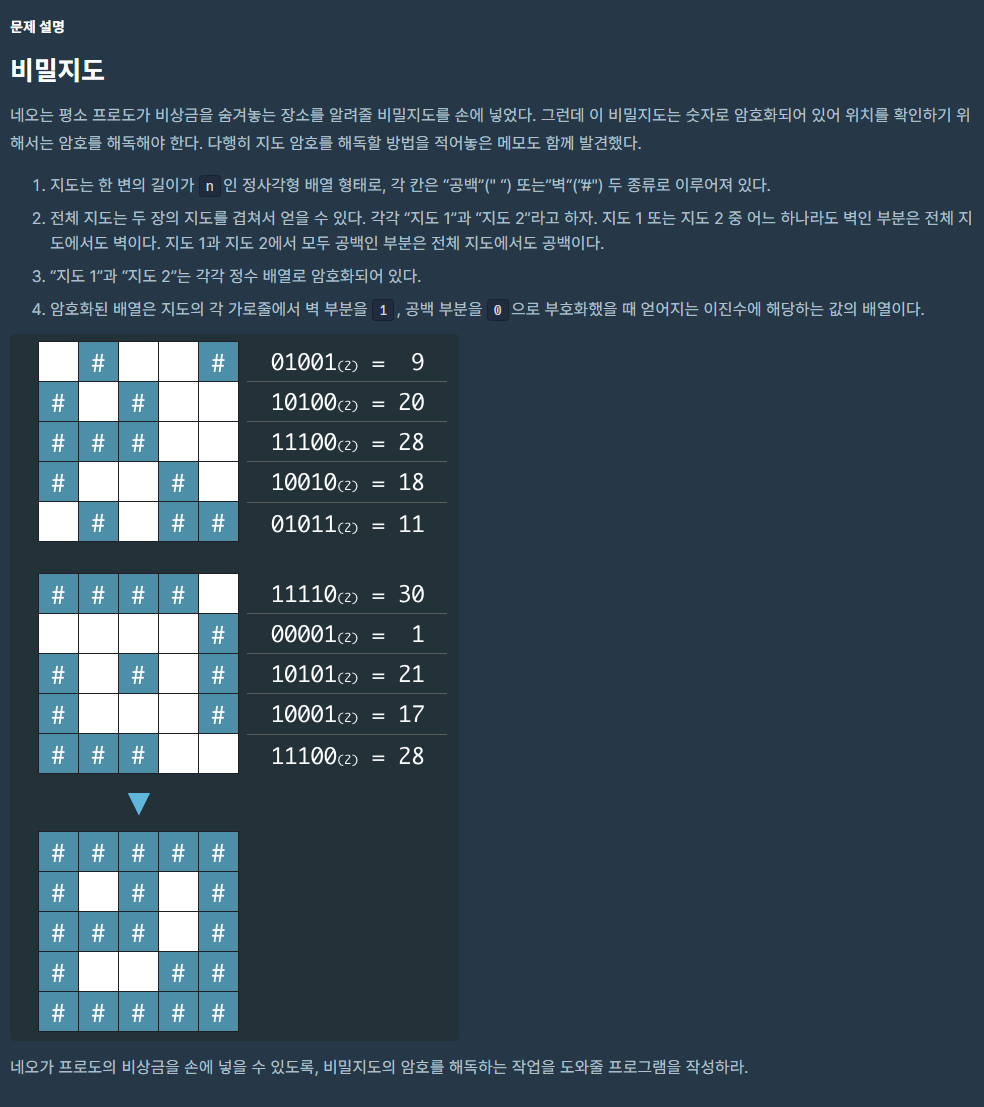 문제 설명
비밀지도
네오는 평소 프로도가 비상금을 숨겨놓는 장소를 알려줄 비밀지도를 손에 넣었다. 그런데 이 비밀지도는 숫자로 암호화되어 있어 위치를 확인하기 위
해서는 암호를 해독해야 한다. 다행히 지도 암호를 해독할 방법을 적어놓은 메모도 함께 발견했다.
1. 지도는 한 변의 길이가 n 인 정사각형 배열 형태로, 각 칸은 “공백”(" “) 또는”벽“(”#") 두 종류로 이루어져 있다.
2. 전체 지도는 두 장의 지도를 겹쳐서 얻을 수 있다. 각각 “지도 1”과 “지도 2”라고 하자. 지도 1 또는 지도 2 중 어느 하나라도 벽인 부분은 전체 지
도에서도 벽이다. 지도 1과 지도 2에서 모두 공백인 부분은 전체 지도에서도 공백이다.
3. “지도 1”과 “지도 2”는 각각 정수 배열로 암호화되어 있다.
4. 암호화된 배열은 지도의 각 가로줄에서 벽 부분을 1 , 공백 부분을 0 으로 부호화했을 때 얻어지는 이진수에 해당하는 값의 배열이다.
# # 01001(2) = 9
# # 10100(2) = 20
# # # 11100(2) = 28
# # 10010(2) = 18
# # # 01011(2) = 11
# # # # 11110(2) = 30
# 00001(2) = 1
# # # 10101(2) = 21
# # 10001(2) = 17
# # # 11100(2) = 28
# # # # #
# # #
# # # #
# # #
# # # # #
네오가 프로도의 비상금을 손에 넣을 수 있도록, 비밀지도의 암호를 해독하는 작업을 도와줄 프로그램을 작성하라.